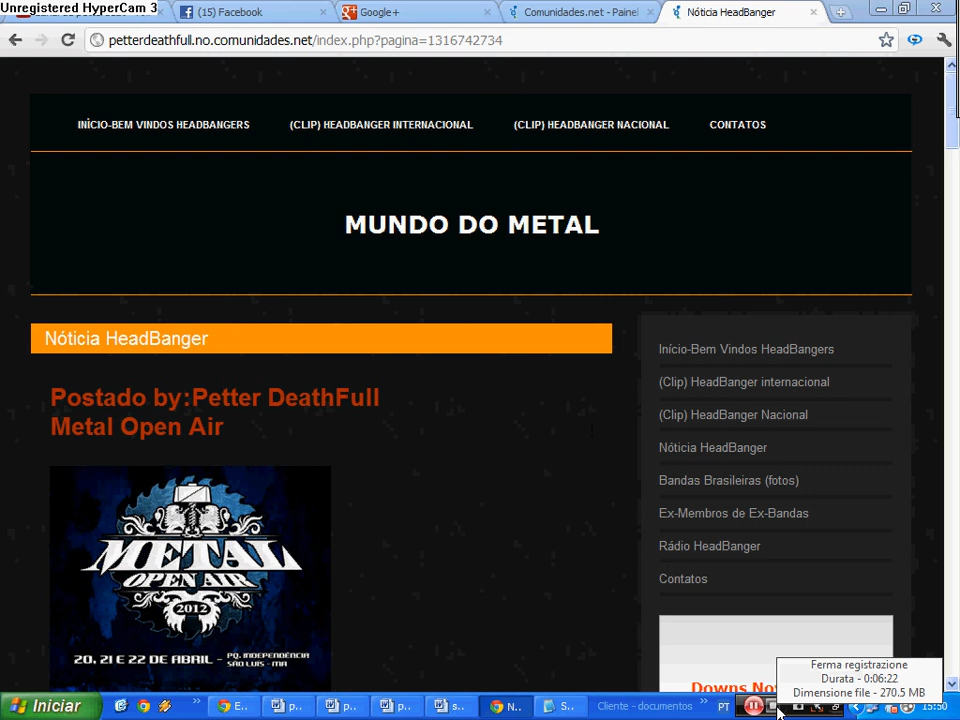 Unregistered HyperCam 3
(15) Facebook
Google+
Comunidades.net - Painel
Nóticia HeadBanger
petterdeathfull.no.comunidades.net/index.php?pagina=1316742734
INÍCIO-BEM VINDOS HEADBANGERS
(CLIP) HEADBANGER INTERNACIONAL
(CLIP) HEADBANGER NACIONAL
CONTATOS
MUNDO DO METAL
Nóticia HeadBanger
Postado by:Petter DeathFull
Metal Open Air
METAL
OPEN AIR
2012
20, 21 E 22 DE ABRIL - PQ. INDEPENDÊNCIA
SÃO LUIS - MA
Início-Bem Vindos HeadBangers
(Clip) HeadBanger internacional
(Clip) HeadBanger Nacional
Nóticia HeadBanger
Bandas Brasileiras (fotos)
Ex-Membros de Ex-Bandas
Rádio HeadBanger
Contatos
Downs No
Ferma registrazione
Durata - 0:06:22
Dimensione file - 270.5 MB
Iniciar
E...
p...
p...
p...
s...
N...
S...
Cliente - documentos
PT
15:50